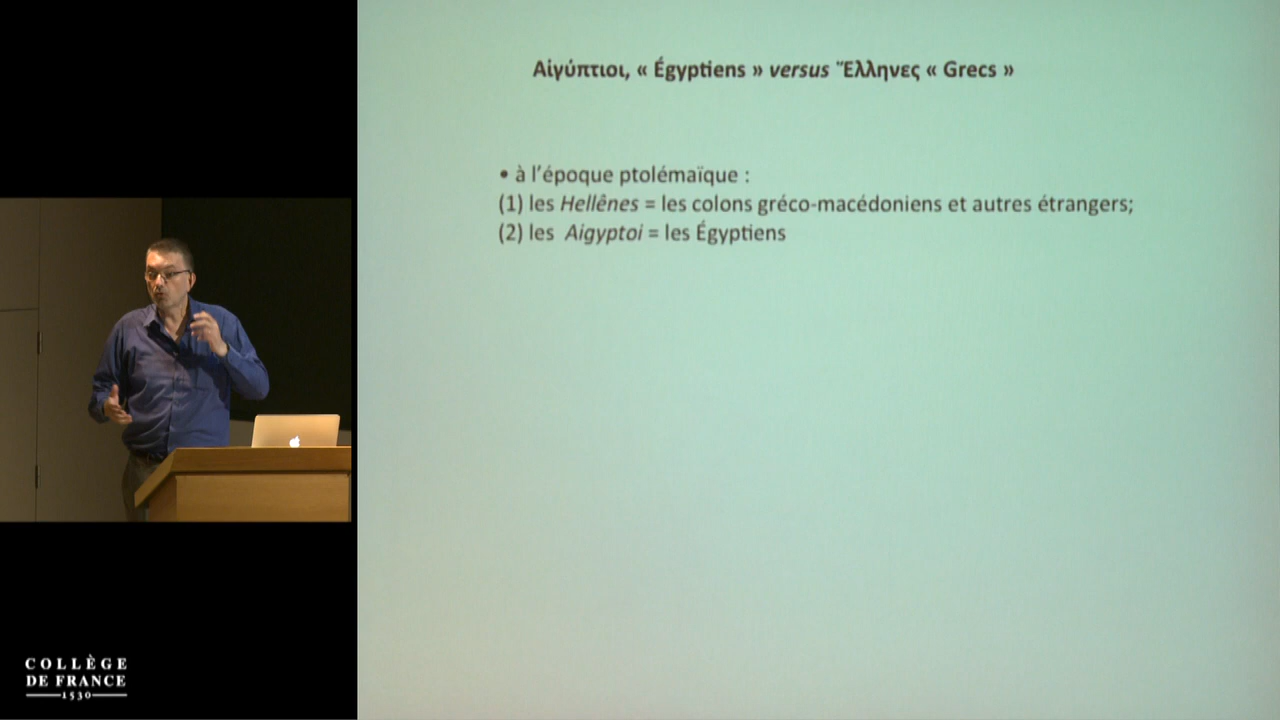 Αἰγύπτιοι, « Égyptiens » versus Ἕλληνες « Grecs »
• à l’époque ptolémaïque :
(1) les Hellênes = les colons gréco-macédoniens et autres étrangers;
(2) les Aigyptoi = les Égyptiens
COLLÈGE
DE FRANCE
1530